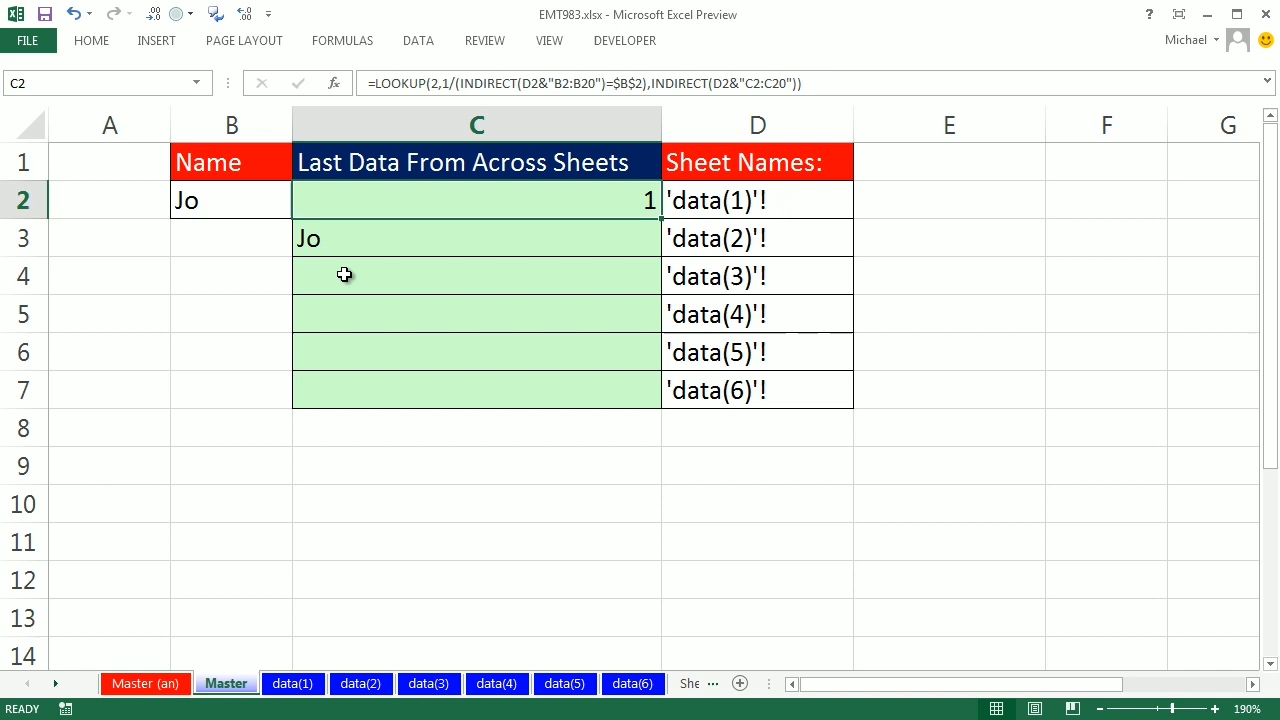 EMT983.xlsx - Microsoft Excel Preview
FILE HOME INSERT PAGE LAYOUT FORMULAS DATA REVIEW VIEW DEVELOPER Michael
C2 fx =LOOKUP(2,1/(INDIRECT(D2&"B2:B20")=$B$2),INDIRECT(D2&"C2:C20"))
A B C D E F G
1 Name Last Data From Across Sheets Sheet Names:
2 Jo 1 'data(1)'!
3 Jo 'data(2)'!
4 'data(3)'!
5 'data(4)'!
6 'data(5)'!
7 'data(6)'!
8
9
10
11
12
13
14
Master (an) Master data(1) data(2) data(3) data(4) data(5) data(6) She ...
READY 190%